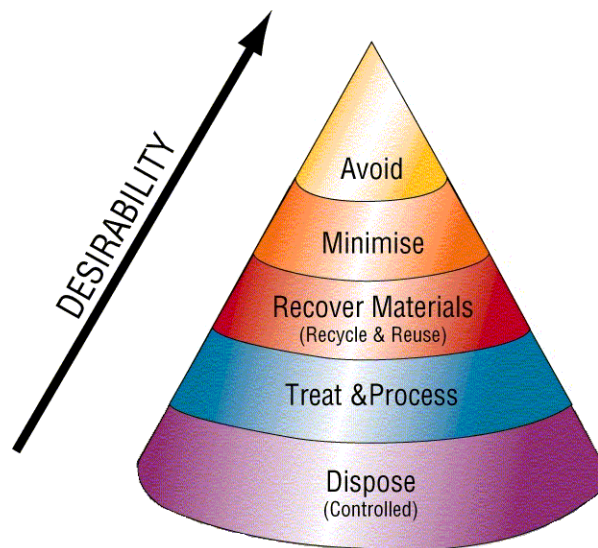 DESIRABILITY
Avoid
Minimise
Recover Materials
(Recycle & Reuse)
Treat &Process
Dispose
(Controlled)